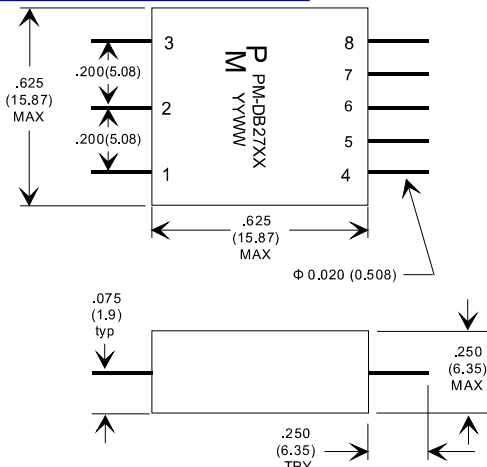 3
8
.625
(15.87)
MAX
.200(5.08)
7
P
M
PM-DB27XX
YYWW
2
6
.200(5.08)
5
1
4
.625
(15.87)
MAX
Φ 0.020 (0.508)
.075
(1.9)
typ
.250
(6.35)
MAX
.250
(6.35)